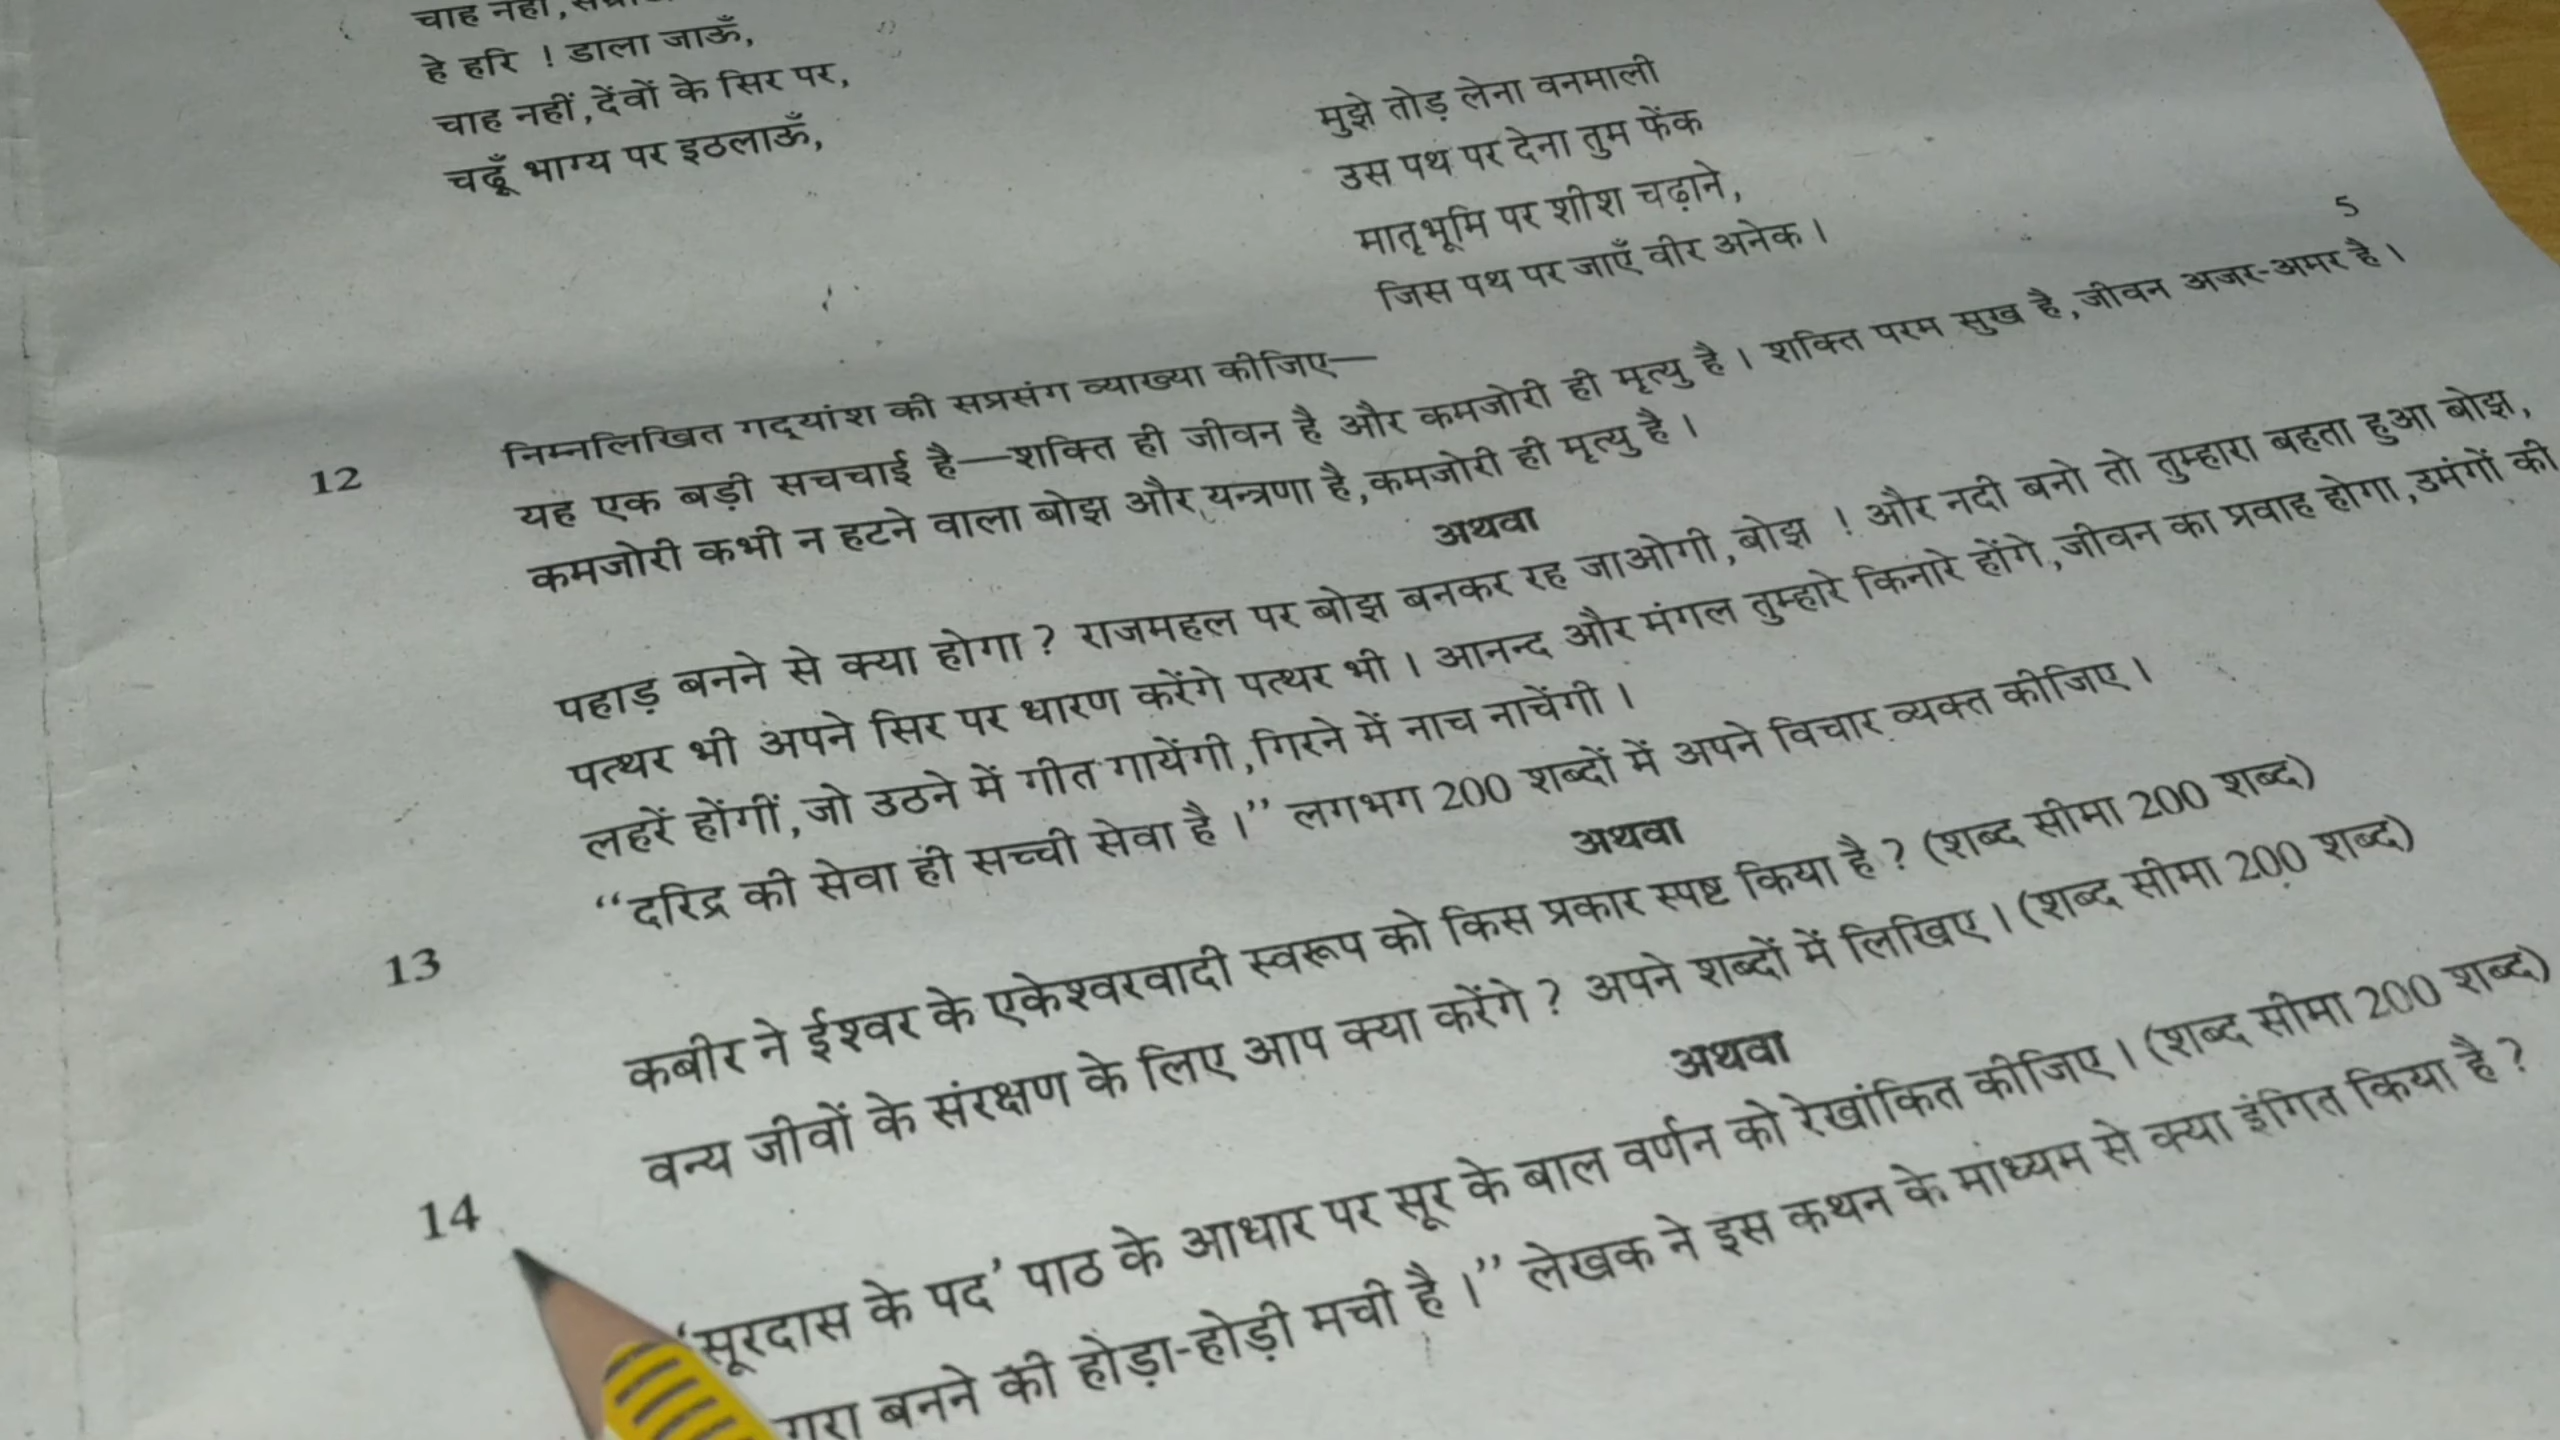 चाह नहीं,
हे हरि ! डाला जाऊँ,
चाह नहीं,देंवों के सिर पर,
चढ़ूँ भाग्य पर इठलाऊँ,
मुझे तोड़ लेना वनमाली
उस पथ पर देना तुम फेंक
मातृभूमि पर शीश चढ़ाने,
जिस पथ पर जाएँ वीर अनेक।
5
12 निम्नलिखित गद्यांश की सप्रसंग व्याख्या कीजिए—
यह एक बड़ी सचचाई है—शक्ति ही जीवन है और कमजोरी ही मृत्यु है। शक्ति परम सुख है,जीवन अजर-अमर है।
कमजोरी कभी न हटने वाला बोझ और यन्त्रणा है,कमजोरी ही मृत्यु है।
अथवा
पहाड़ बनने से क्या होगा? राजमहल पर बोझ बनकर रह जाओगी,बोझ ! और नदी बनो तो तुम्हारा बहता हुआ बोझ,
पत्थर भी अपने सिर पर धारण करेंगे पत्थर भी। आनन्द और मंगल तुम्हारे किनारे होंगे,जीवन का प्रवाह होगा,उमंगों की
लहरें होंगीं,जो उठने में गीत गायेंगी,गिरने में नाच नाचेंगी।
13 “दरिद्र की सेवा ही सच्ची सेवा है।” लगभग 200 शब्दों में अपने विचार व्यक्त कीजिए।
अथवा
कबीर ने ईश्वर के एकेश्वरवादी स्वरूप को किस प्रकार स्पष्ट किया है? (शब्द सीमा 200 शब्द)
14 वन्य जीवों के संरक्षण के लिए आप क्या करेंगे? अपने शब्दों में लिखिए। (शब्द सीमा 200 शब्द)
अथवा
‘सूरदास के पद’ पाठ के आधार पर सूर के बाल वर्णन को रेखांकित कीजिए। (शब्द सीमा 200 शब्द)
बनने की होड़ा-होड़ी मची है।” लेखक ने इस कथन के माध्यम से क्या इंगित किया है?